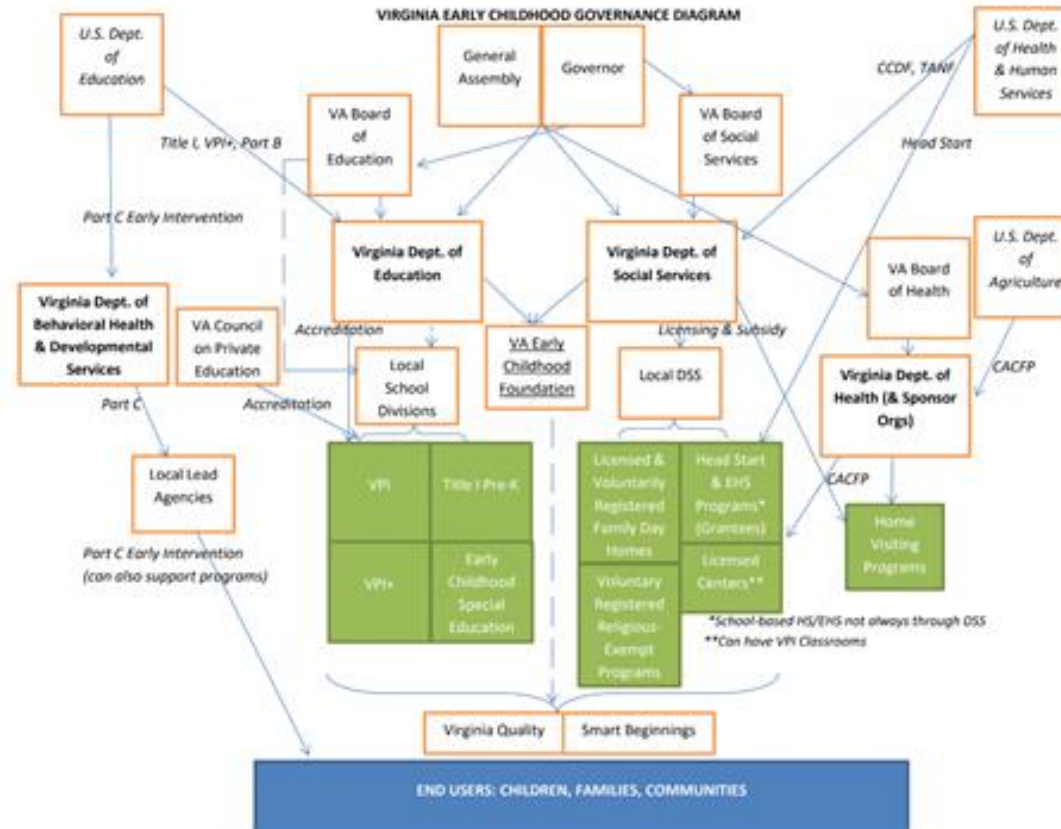 VIRGINIA EARLY CHILDHOOD GOVERNANCE DIAGRAM
U.S. Dept.
of
Education
General
Assembly
Governor
U.S. Dept.
of Health
& Human
Services
CCDF, TANF
VA Board
of
Education
VA Board
of Social
Services
Title I, VPI+, Part B
Head Start
Part C Early Intervention
Virginia Dept. of
Education
Virginia Dept. of
Social Services
VA Board
of Health
U.S. Dept.
of
Agriculture
Virginia Dept. of
Behavioral Health
& Developmental
Services
VA Council
on Private
Education
Accreditation
Local
School
Divisions
VA Early
Childhood
Foundation
Licensing & Subsidy
Local DSS
Virginia Dept. of
Health (& Sponsor
Orgs)
CACFP
Part C
Accreditation
Local Lead
Agencies
VPI
Title I Pre-K
VPI+
Early
Childhood
Special
Education
Licensed &
Voluntarily
Registered
Family Day
Homes
Head Start
& EHS
Programs*
(Grantees)
Licensed
Centers**
Voluntary
Registered
Religious-
Exempt
Programs
CACFP
Home
Visiting
Programs
Part C Early Intervention
(can also support programs)
*School-based HS/EHS not always through DSS
**Can have VPI Classrooms
Virginia Quality
Smart Beginnings
END USERS: CHILDREN, FAMILIES, COMMUNITIES